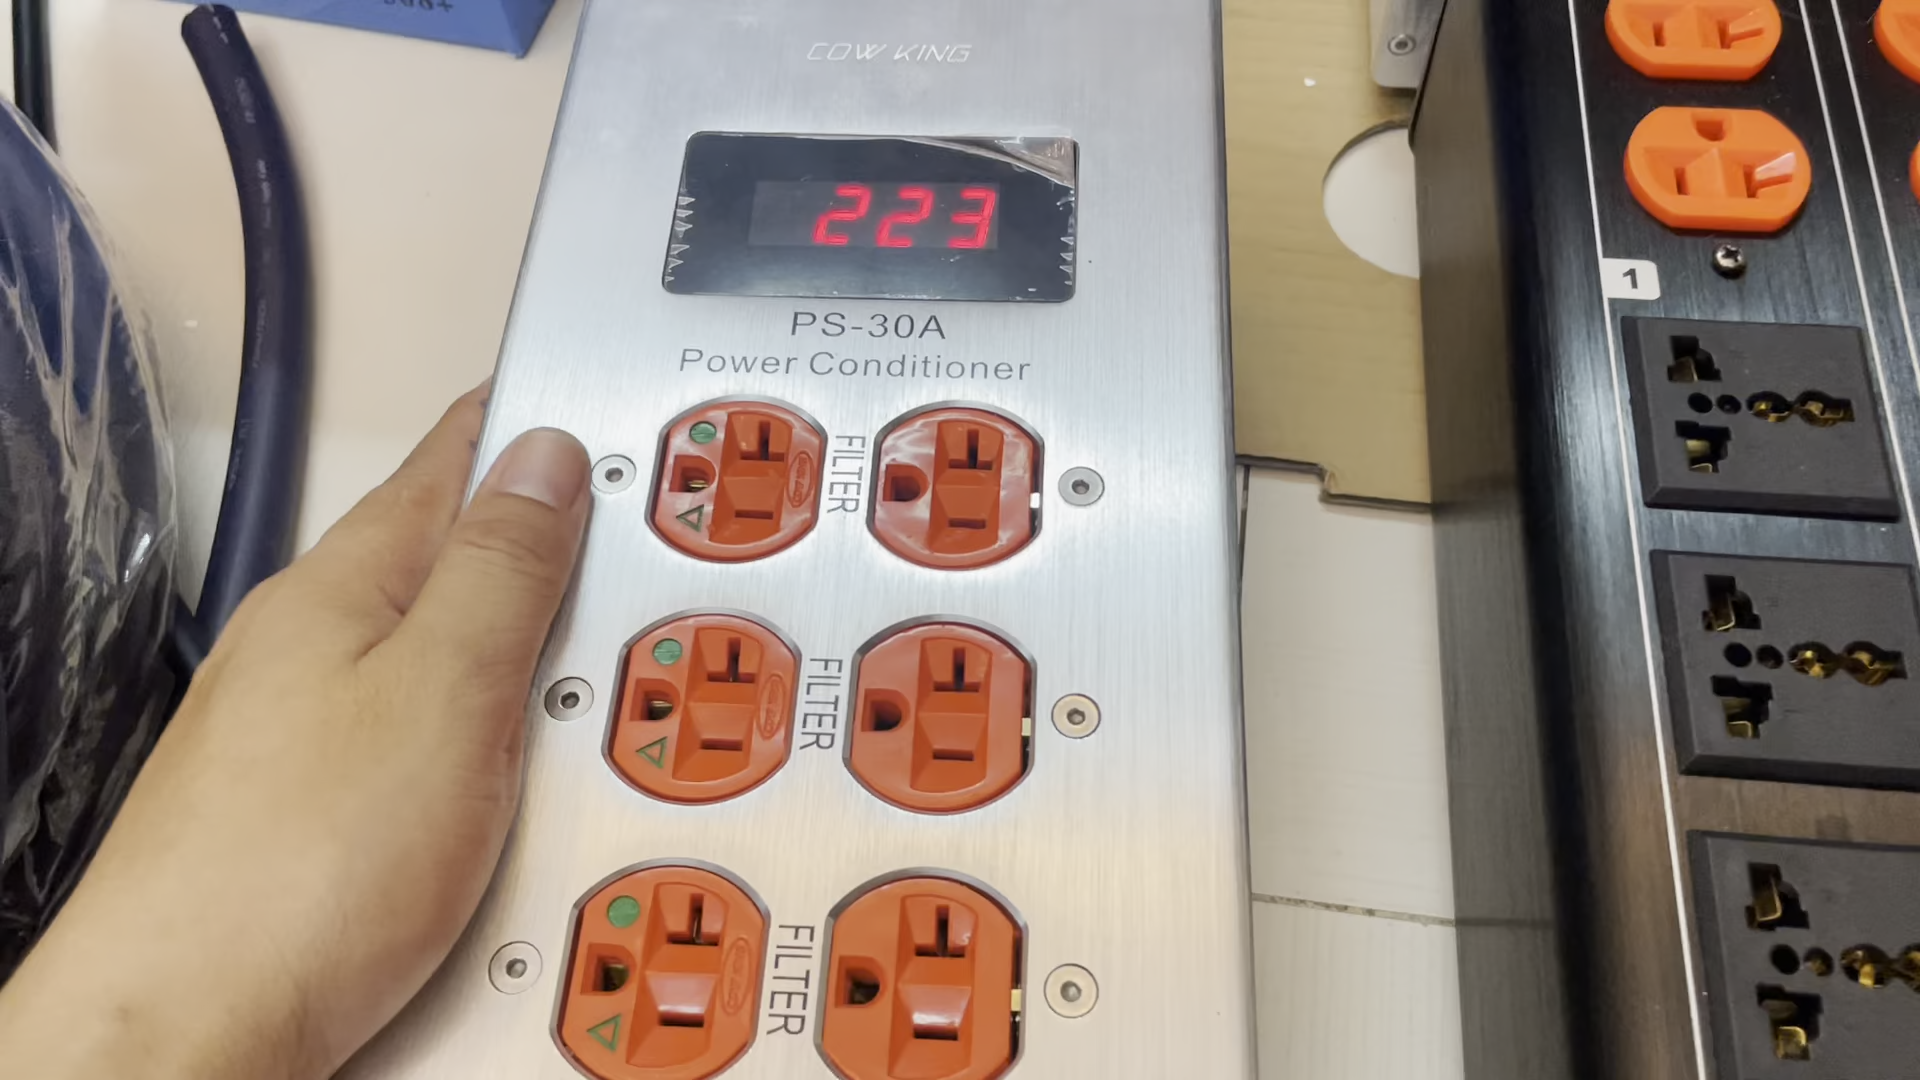 COW KING
223
PS-30A
Power Conditioner
FILTER
FILTER
FILTER
1